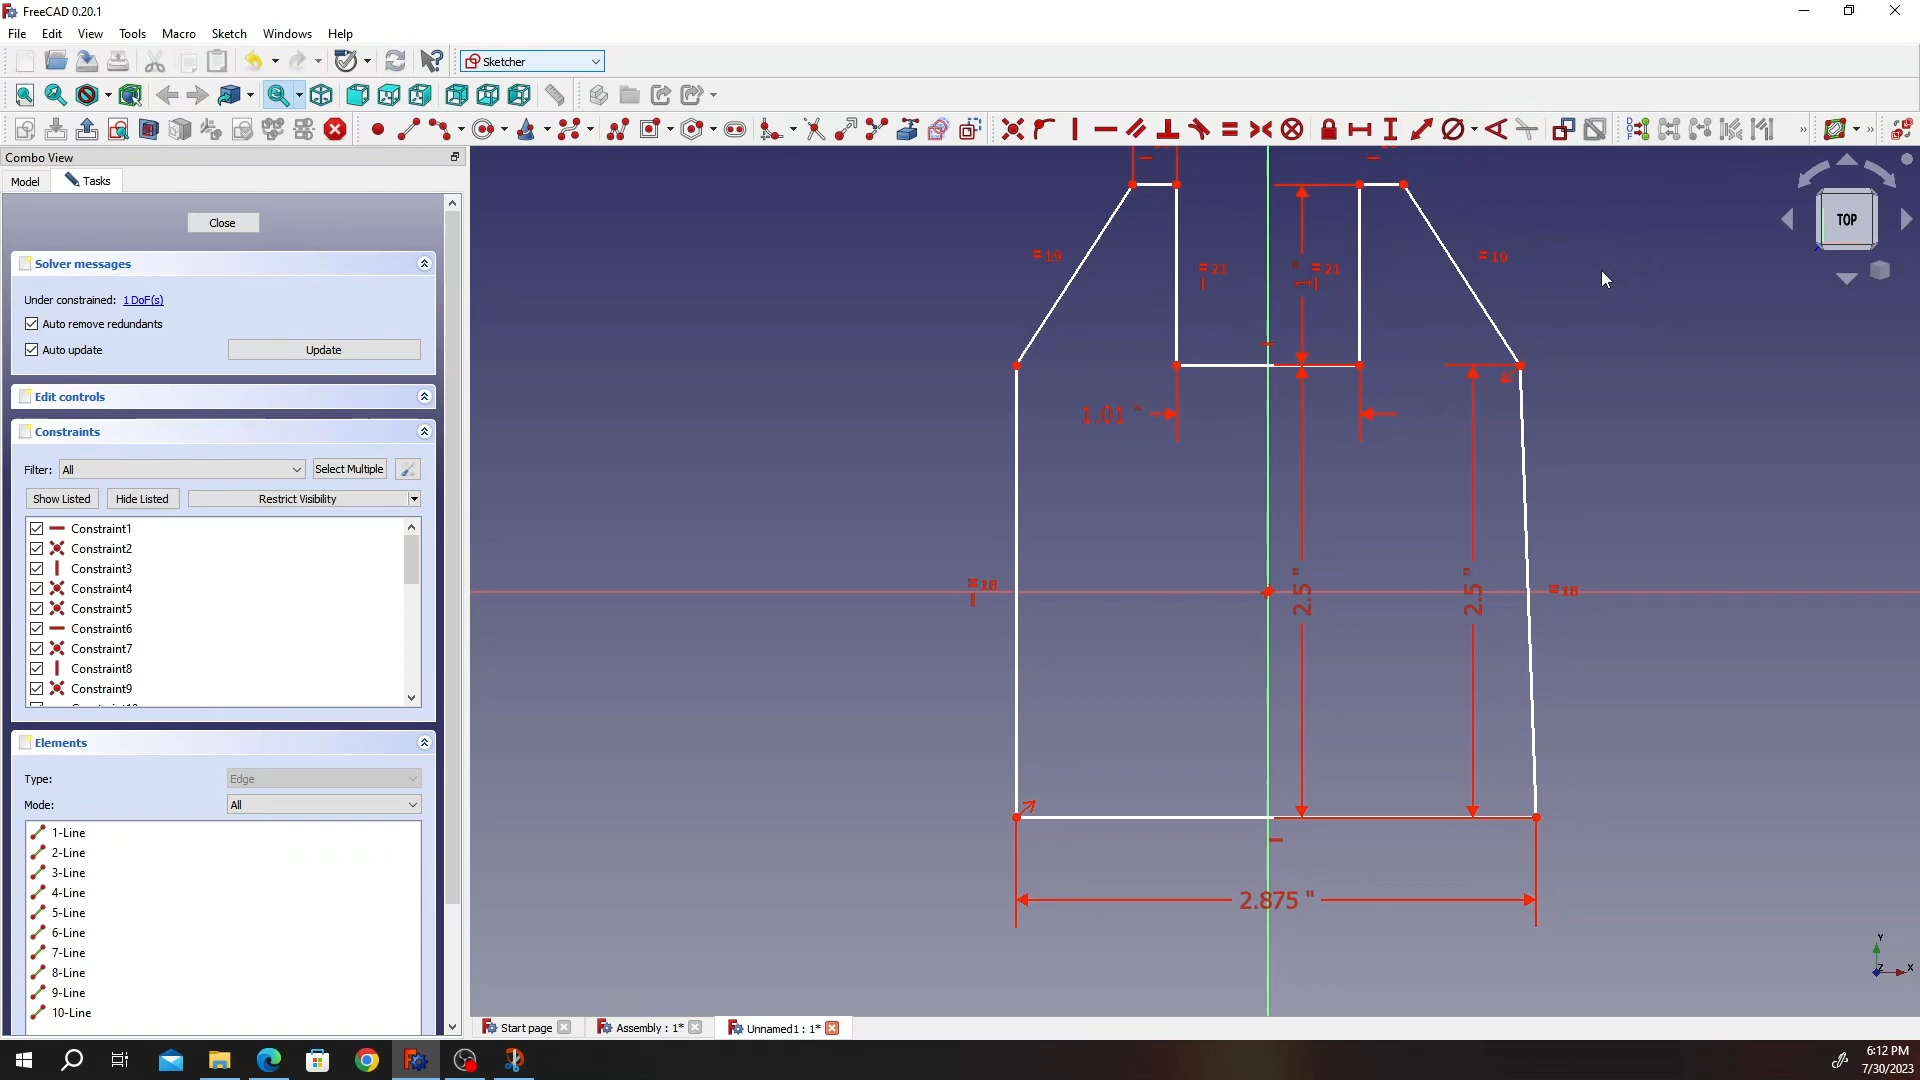 FreeCAD 0.20.1
File Edit View Tools Macro Sketch Windows Help
Sketcher
Combo View
Model Tasks
Close
Solver messages
Under constrained: 1 DoF(s)
Auto remove redundants
Auto update Update
Edit controls
Constraints
Filter: All Select Multiple
Show Listed Hide Listed Restrict Visibility
Constraint1
Constraint2
Constraint3
Constraint4
Constraint5
Constraint6
Constraint7
Constraint8
Constraint9
Elements
Type: Edge
Mode: All
1-Line
2-Line
3-Line
4-Line
5-Line
6-Line
7-Line
8-Line
9-Line
10-Line
TOP
19
21
1 "
21
19
1.01 "
18
2.5 "
2.5 "
18
2.875 "
Y
Z X
Start page Assembly : 1* Unnamed1 : 1*
6:12 PM
7/30/2023